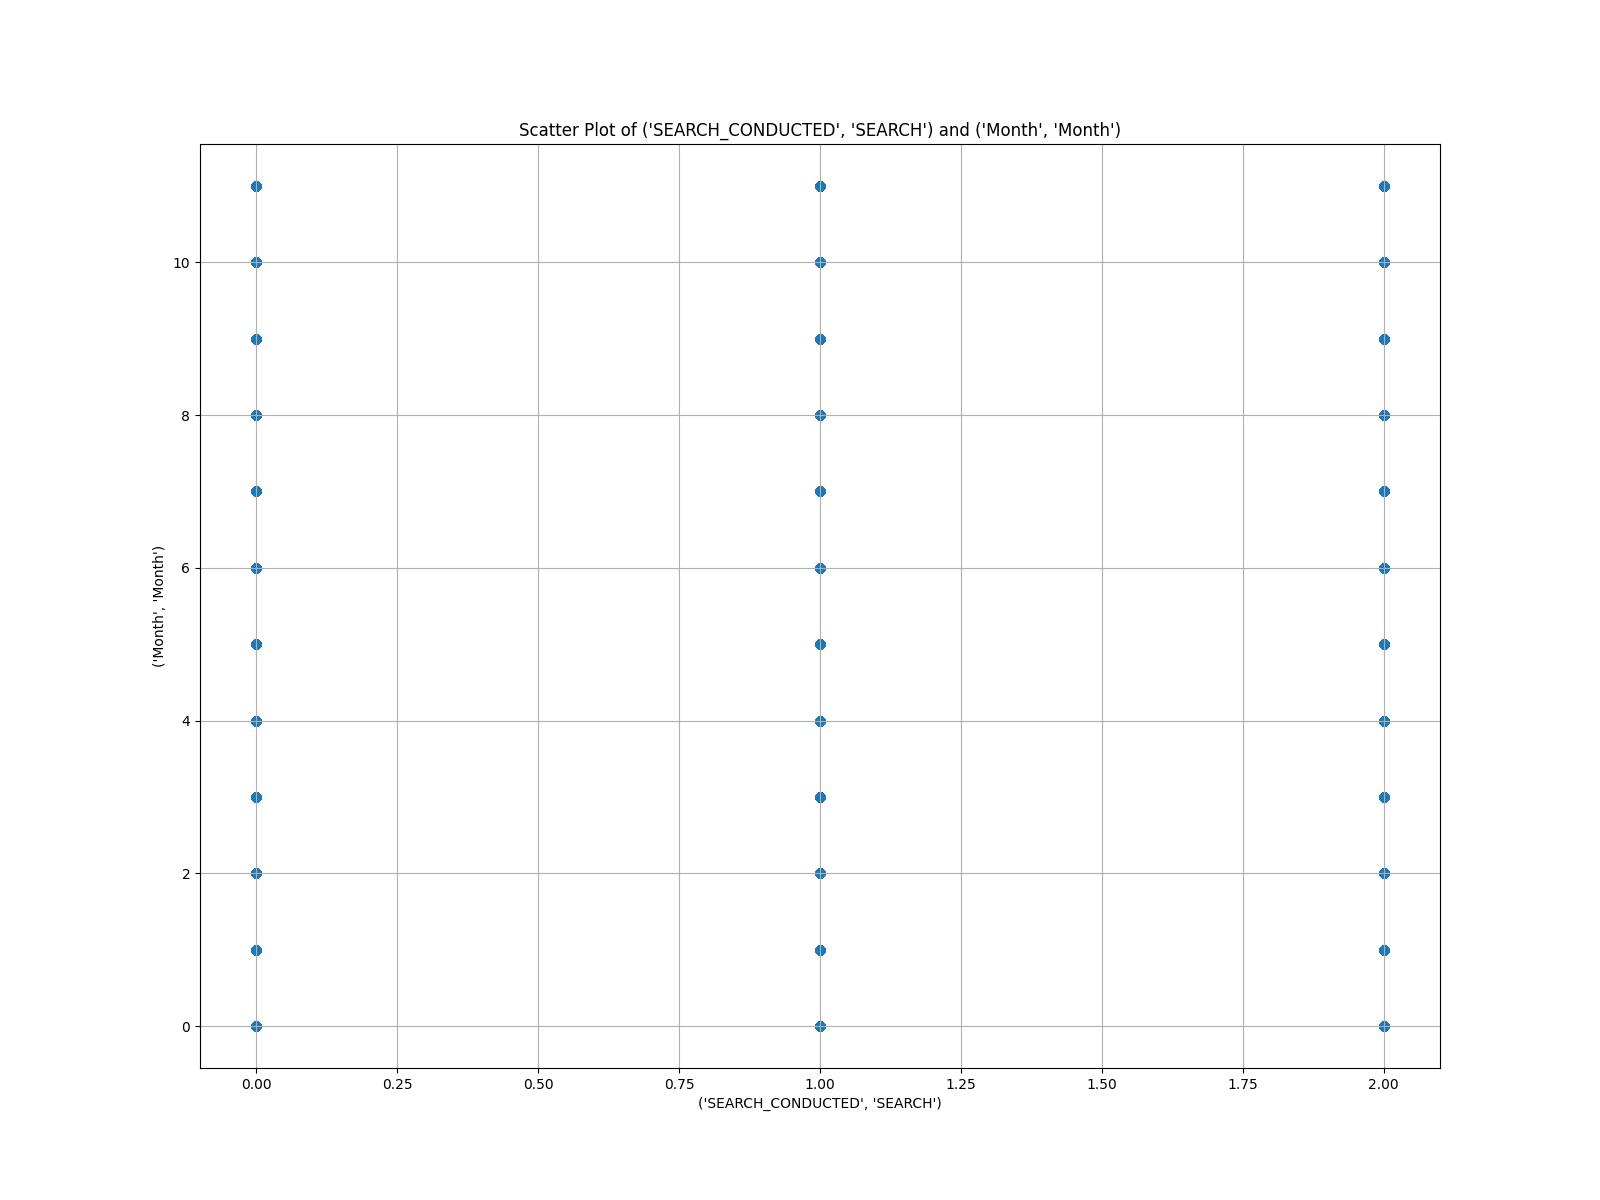 Scatter Plot of ('SEARCH_CONDUCTED', 'SEARCH') and ('Month', 'Month')
('Month', 'Month')
10
8
6
4
2
0
0.00 0.25 0.50 0.75 1.00 1.25 1.50 1.75 2.00
('SEARCH_CONDUCTED', 'SEARCH')